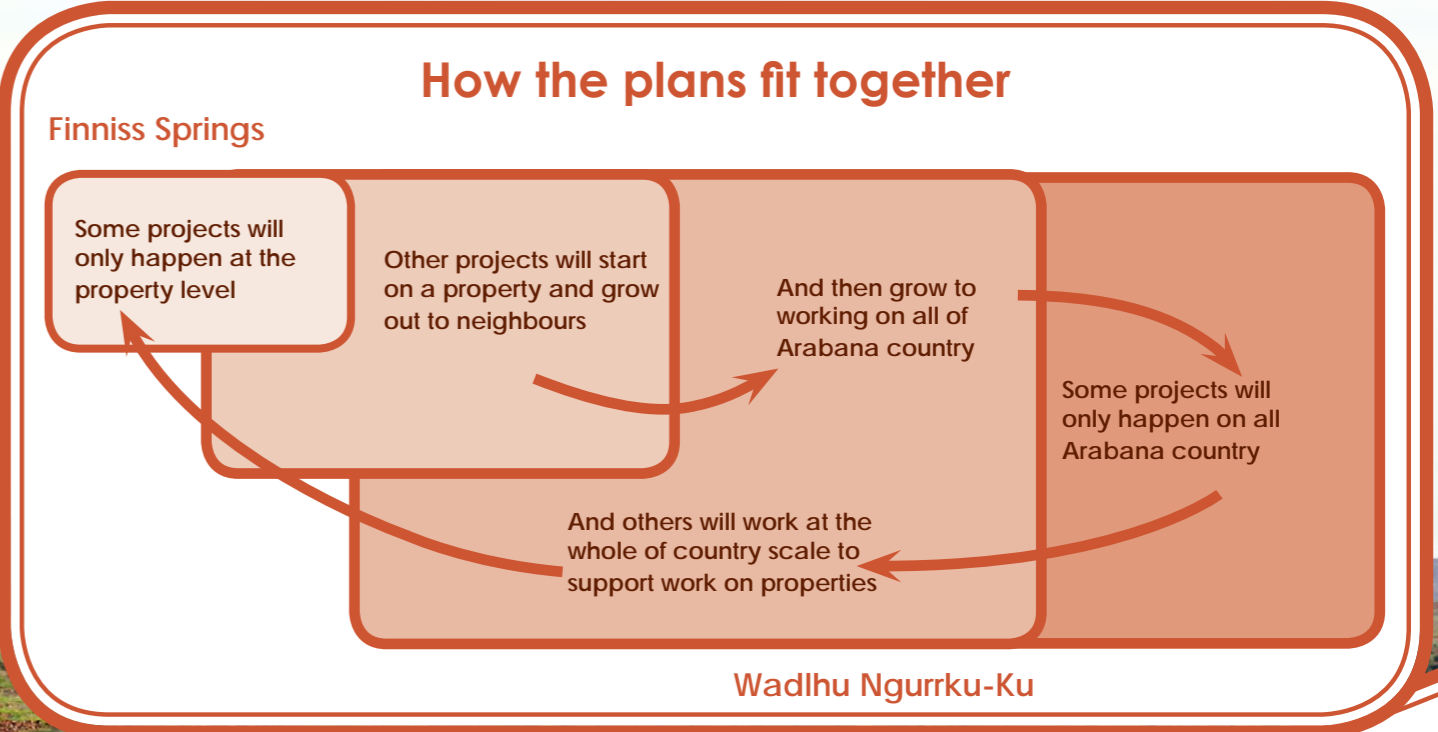 How the plans fit together
Finniss Springs
Some projects will
only happen at the
property level
Other projects will start
on a property and grow
out to neighbours
And then grow to
working on all of
Arabana country
Some projects will
only happen on all
Arabana country
And others will work at the
whole of country scale to
support work on properties
Wadlhu Ngurrku-Ku